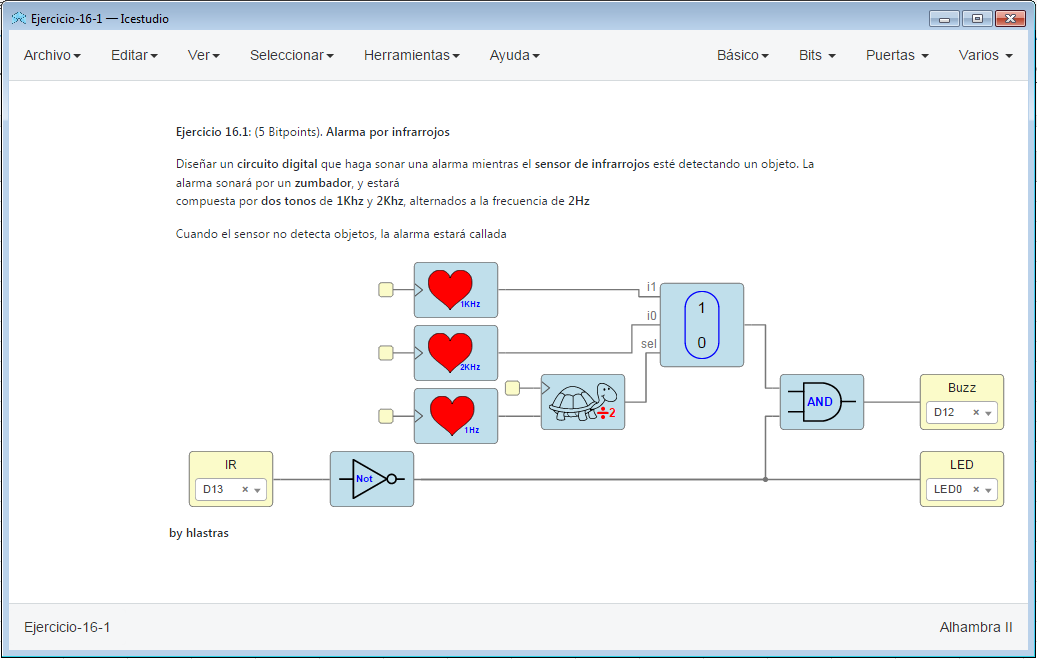 Ejercicio-16-1 — Icestudio
Archivo Editar Ver Seleccionar Herramientas Ayuda Básico Bits Puertas Varios
Ejercicio 16.1: (5 Bitpoints). Alarma por infrarrojos
Diseñar un circuito digital que haga sonar una alarma mientras el sensor de infrarrojos esté detectando un objeto. La
alarma sonará por un zumbador, y estará
compuesta por dos tonos de 1Khz y 2Khz, alternados a la frecuencia de 2Hz
Cuando el sensor no detecta objetos, la alarma estará callada
1KHz
i1
1
i0
2KHz
sel
0
÷2
1Hz
AND
Buzz
D12 ×
IR
D13 ×
Not
LED
LED0 ×
by hlastras
Ejercicio-16-1
Alhambra II